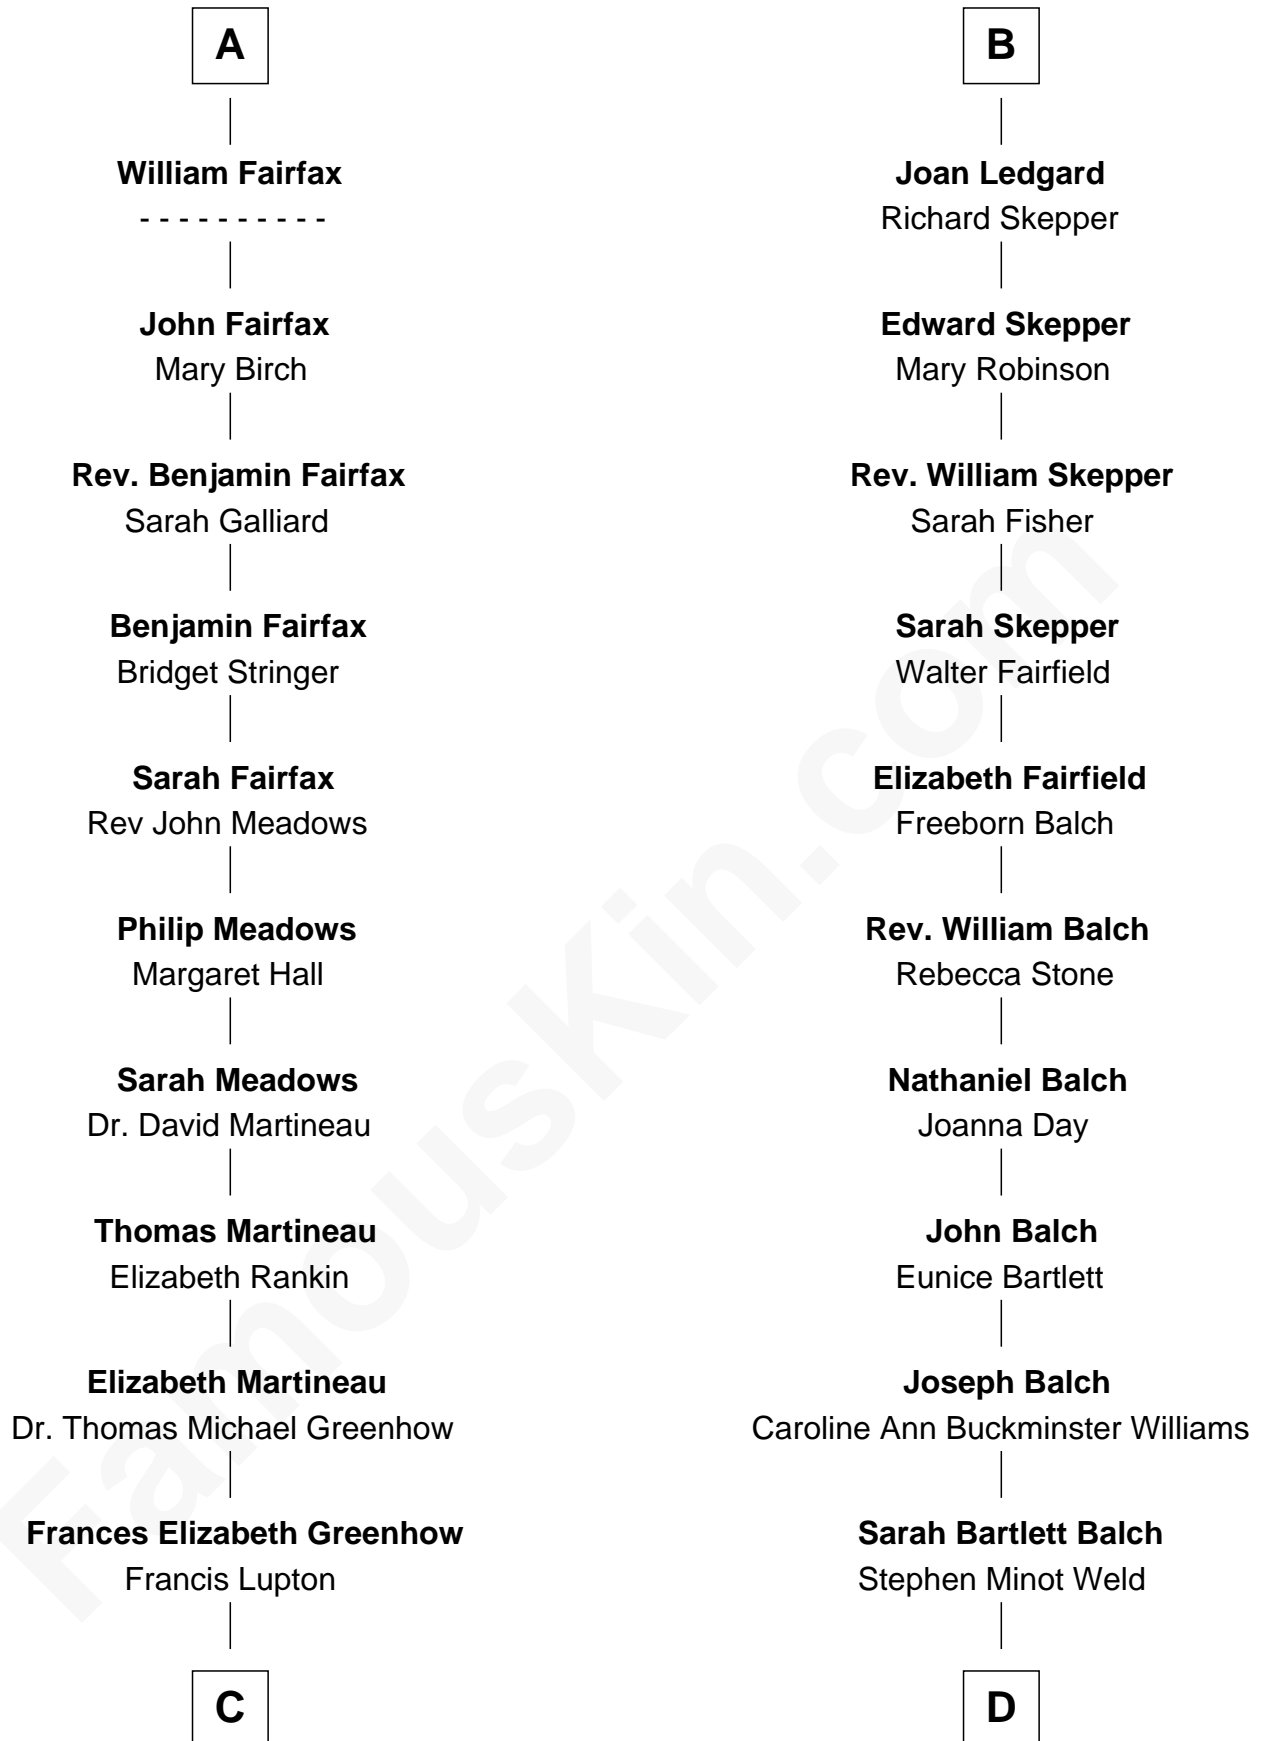 A
William Fairfax
- - - - - - - - - -
John Fairfax
Mary Birch
Rev. Benjamin Fairfax
Sarah Galliard
Benjamin Fairfax
Bridget Stringer
Sarah Fairfax
Rev John Meadows
Philip Meadows
Margaret Hall
Sarah Meadows
Dr. David Martineau
Thomas Martineau
Elizabeth Rankin
Elizabeth Martineau
Dr. Thomas Michael Greenhow
Frances Elizabeth Greenhow
Francis Lupton
C
B
Joan Ledgard
Richard Skepper
Edward Skepper
Mary Robinson
Rev. William Skepper
Sarah Fisher
Sarah Skepper
Walter Fairfield
Elizabeth Fairfield
Freeborn Balch
Rev. William Balch
Rebecca Stone
Nathaniel Balch
Joanna Day
John Balch
Eunice Bartlett
Joseph Balch
Caroline Ann Buckminster Williams
Sarah Bartlett Balch
Stephen Minot Weld
D
FamousKin.com